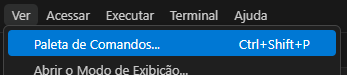 Ver Acessar Executar Terminal Ajuda
Paleta de Comandos... Ctrl+Shift+P
Abrir o Modo de Exibição...